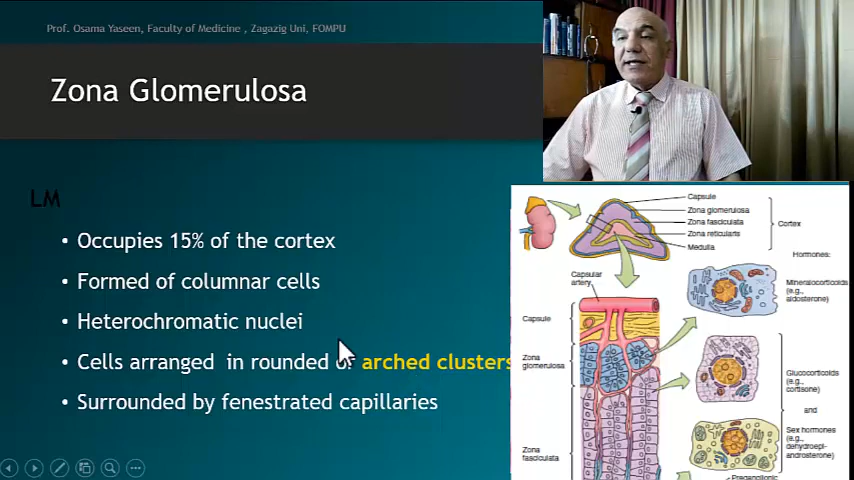 Prof. Osama Yaseen, Faculty of Medicine , Zagazig Uni, FOMPU
Zona Glomerulosa
LM
• Occupies 15% of the cortex
• Formed of columnar cells
• Heterochromatic nuclei
• Cells arranged in rounded or arched clusters
• Surrounded by fenestrated capillaries
Capsule
Zona glomerulosa
Zona fasciculata
Zona reticularis
Medulla
Cortex
Hormones:
Capsular
artery
Mineralocorticoids
(e.g.,
aldosterone)
Capsule
Zona
glomerulosa
Glucocorticoids
(e.g.,
cortisone)
and
Sex hormones
(e.g.,
dehydroepi-
androsterone)
Zona
fasciculata
Preganglionic